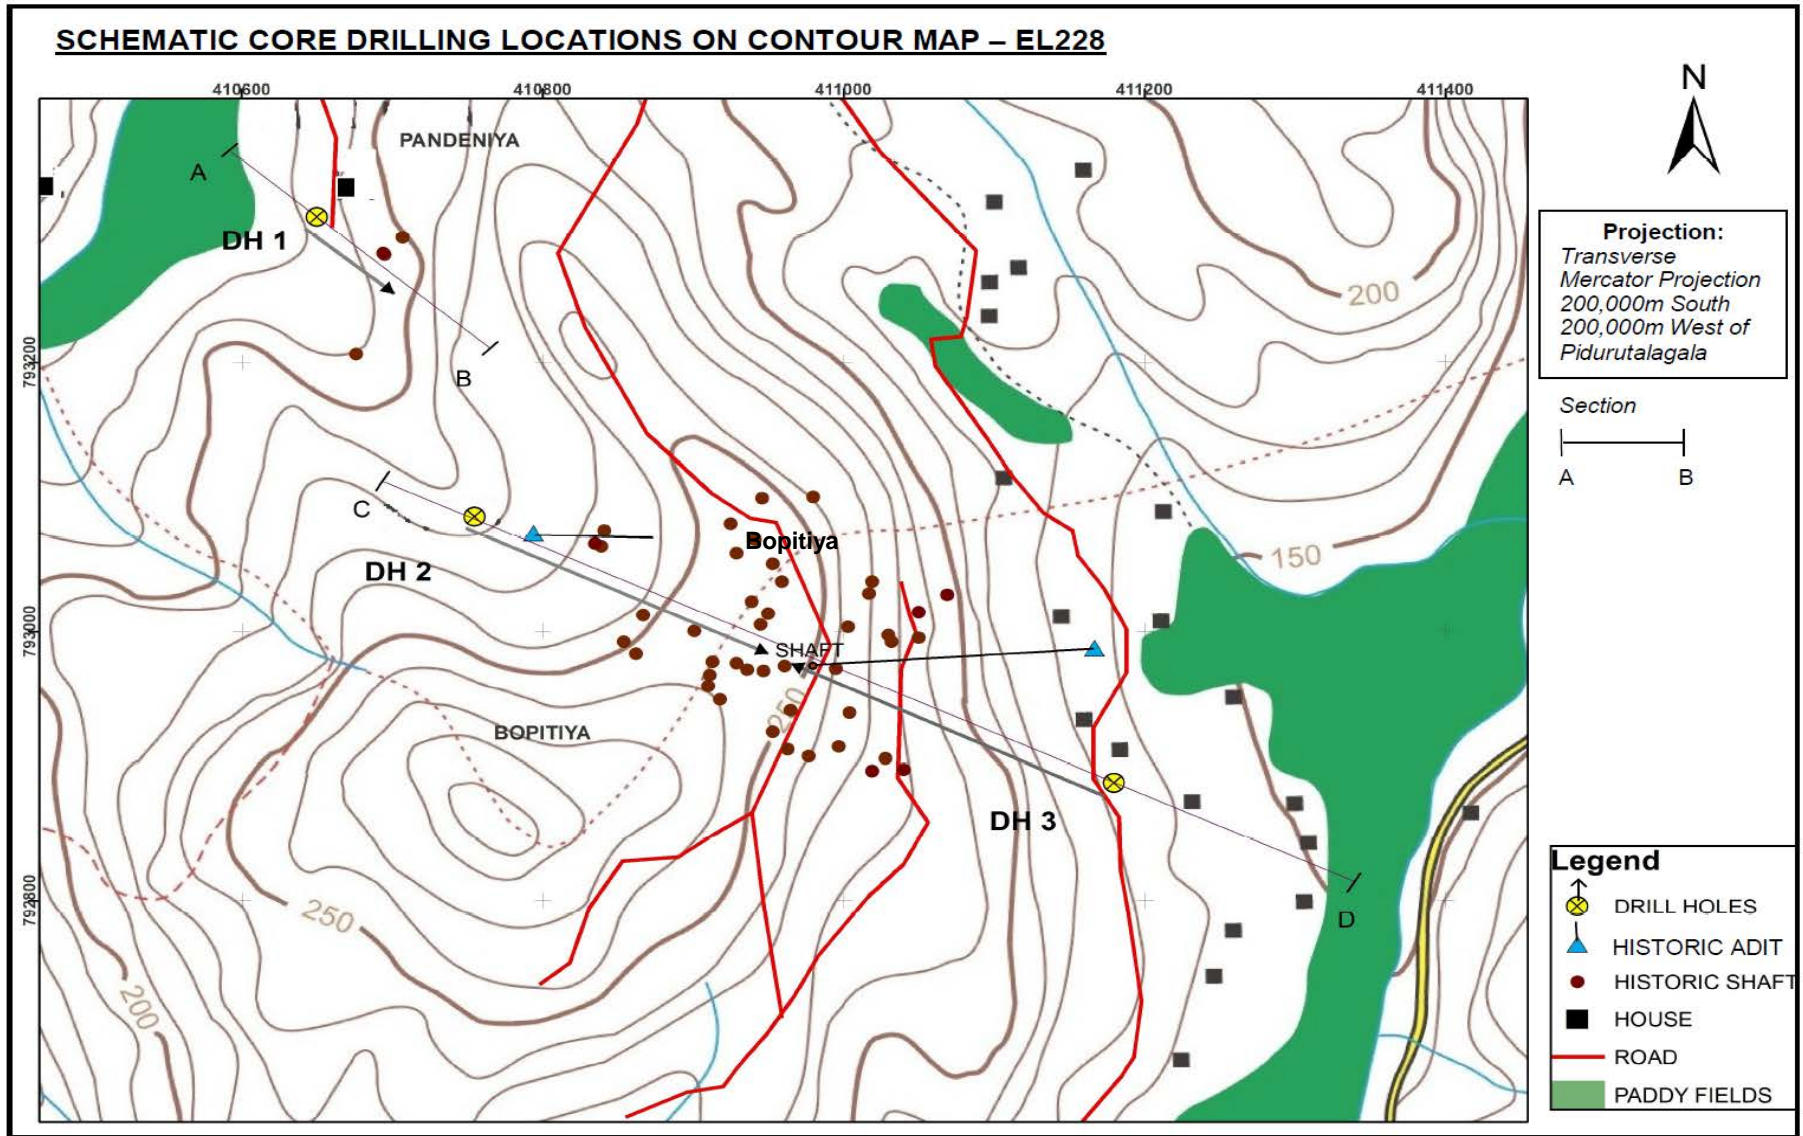 SCHEMATIC CORE DRILLING LOCATIONS ON CONTOUR MAP – EL228
410600
410800
411000
411200
411400
N
PANDENIYA
A
DH 1
B
793200
200
Projection:
Transverse
Mercator Projection
200,000m South
200,000m West of
Pidurutalagala
Section
A B
C
DH 2
Bopitiya
150
793000
SHAFT
250
BOPITIYA
DH 3
792800
250
D
200
Legend
DRILL HOLES
HISTORIC ADIT
HISTORIC SHAFT
HOUSE
ROAD
PADDY FIELDS